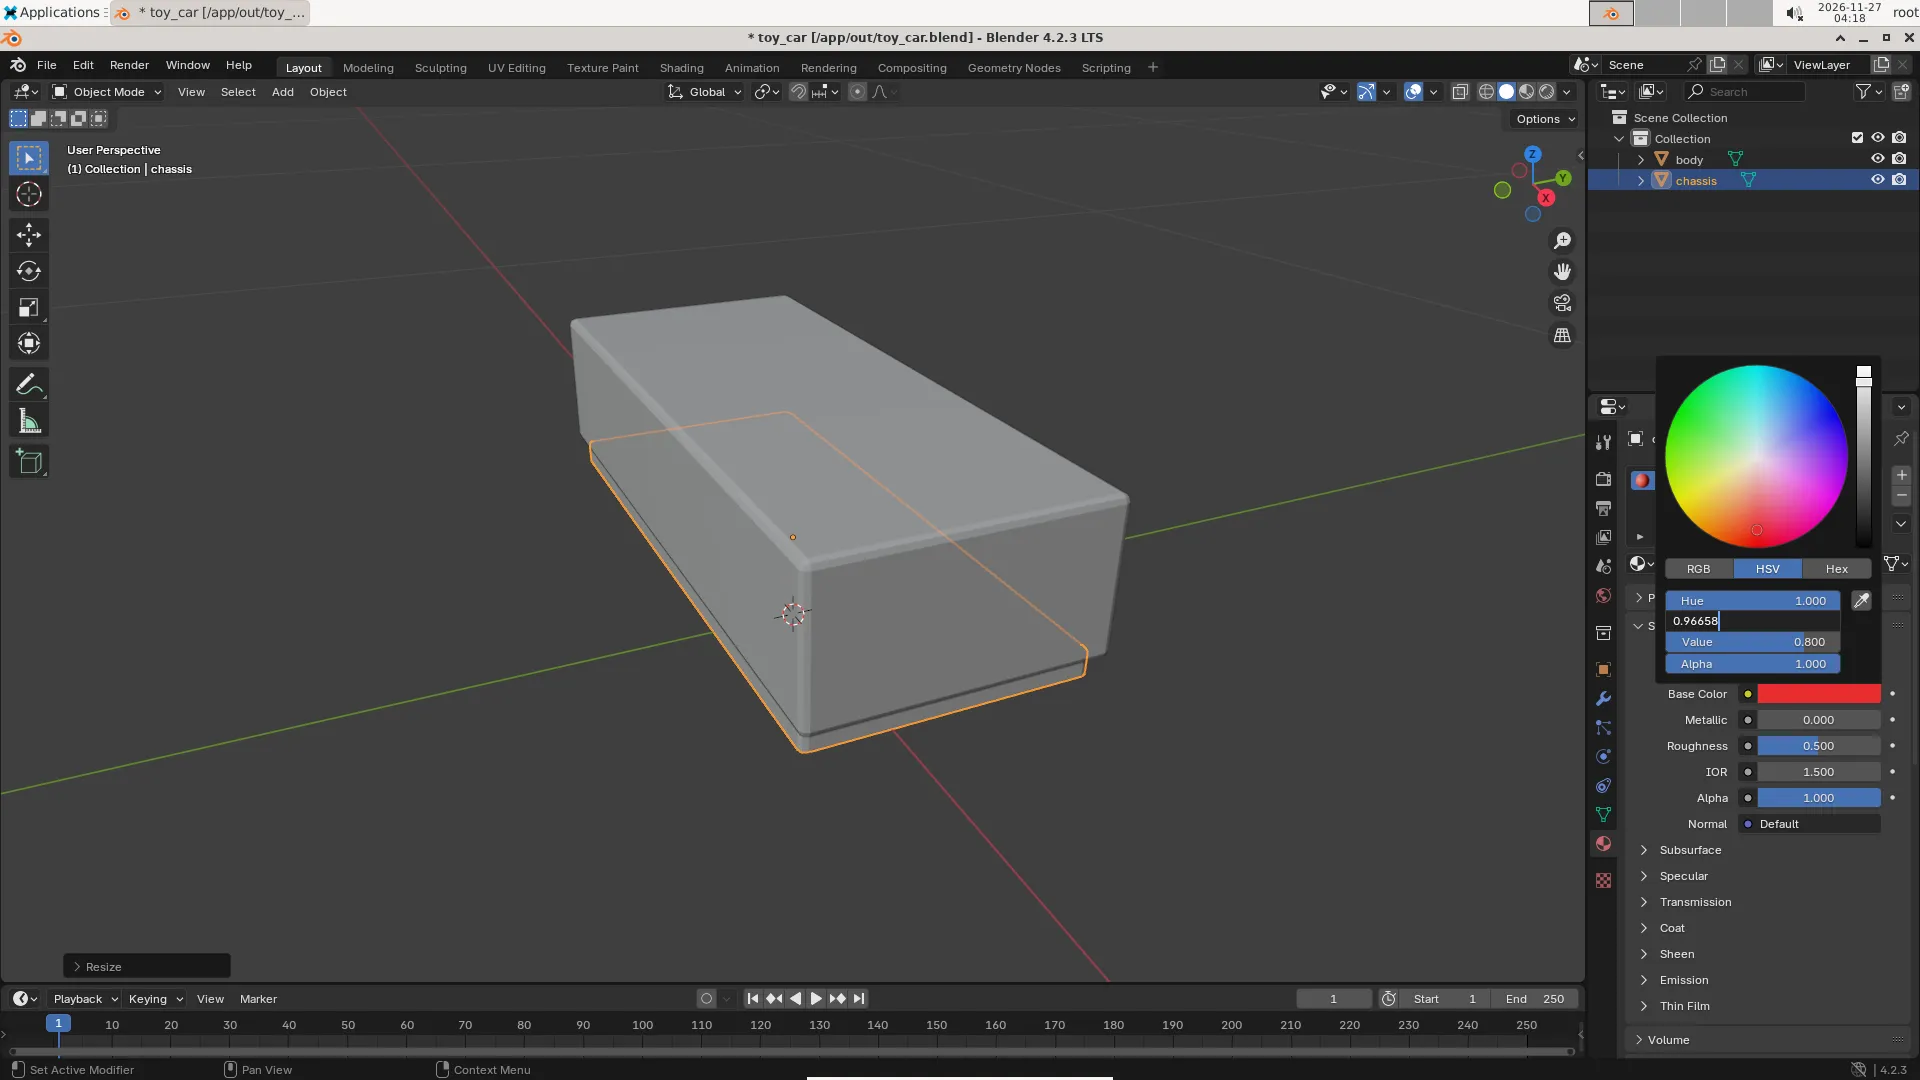 Applications
* toy_car [/app/out/toy_...
2026-11-27
04:18
root
* toy_car [/app/out/toy_car.blend] - Blender 4.2.3 LTS
File Edit Render Window Help
Layout Modeling Sculpting UV Editing Texture Paint Shading Animation Rendering Compositing Geometry Nodes Scripting +
Scene
ViewLayer
Object Mode View Select Add Object
Global
Search
Options
User Perspective
(1) Collection | chassis
Z
Y
X
Scene Collection
Collection
body
chassis
RGB HSV Hex
Hue 1.000
0.96658
Value 0.800
Alpha 1.000
Base Color
Metallic 0.000
Roughness 0.500
IOR 1.500
Alpha 1.000
Normal Default
Subsurface
Specular
Transmission
Coat
Sheen
Emission
Thin Film
Volume
Resize
Playback Keying View Marker
1
Start 1
End 250
1 10 20 30 40 50 60 70 80 90 100 110 120 130 140 150 160 170 180 190 200 210 220 230 240 250
Set Active Modifier
Pan View
Context Menu
4.2.3